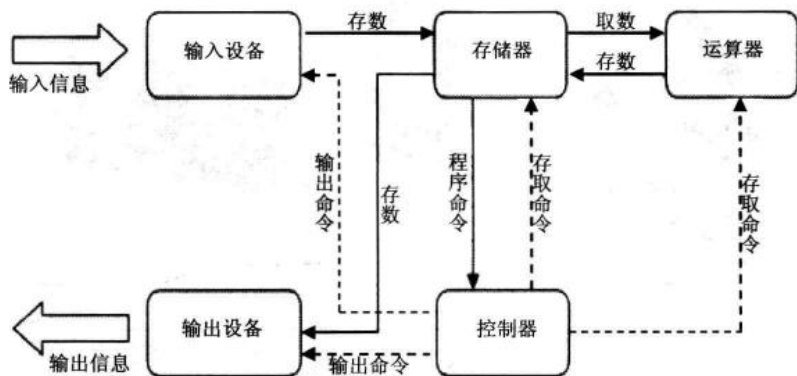 输入设备
存数
存储器
取数
运算器
存数
输入信息
输出命令
存数
程序命令
存取命令
存取命令
输出设备
控制器
输出信息
输出命令